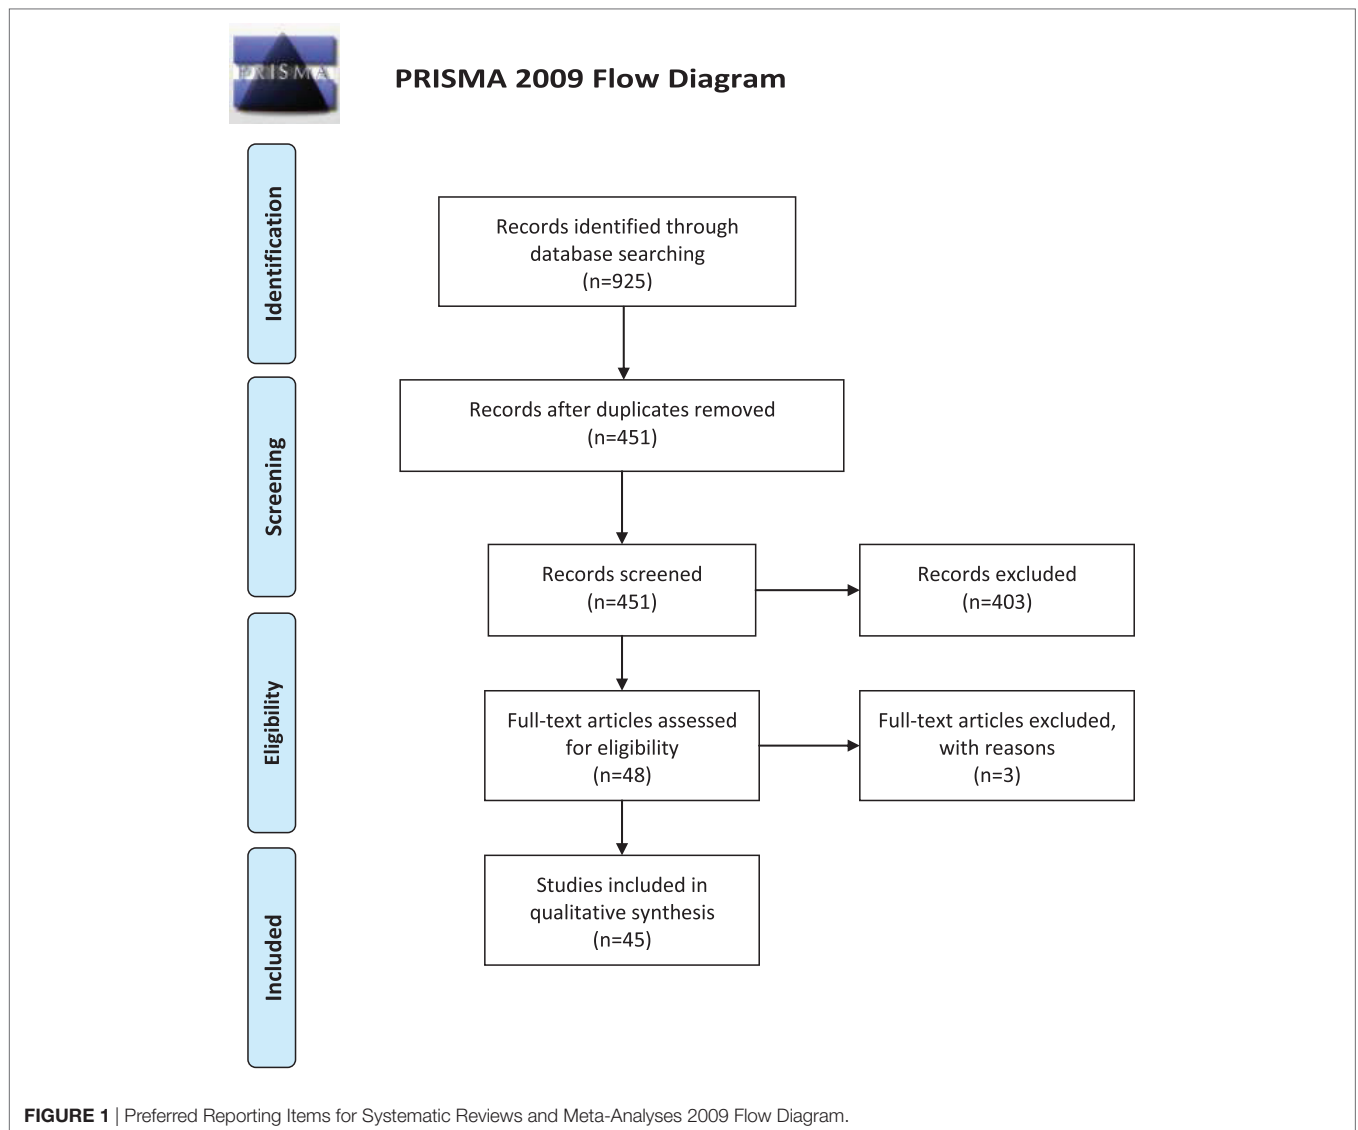 PRISMA
PRISMA 2009 Flow Diagram
Identification
Records identified through
database searching
(n=925)
Screening
Records after duplicates removed
(n=451)
Records screened
(n=451)
Records excluded
(n=403)
Eligibility
Full-text articles assessed
for eligibility
(n=48)
Full-text articles excluded,
with reasons
(n=3)
Included
Studies included in
qualitative synthesis
(n=45)
FIGURE 1 | Preferred Reporting Items for Systematic Reviews and Meta-Analyses 2009 Flow Diagram.